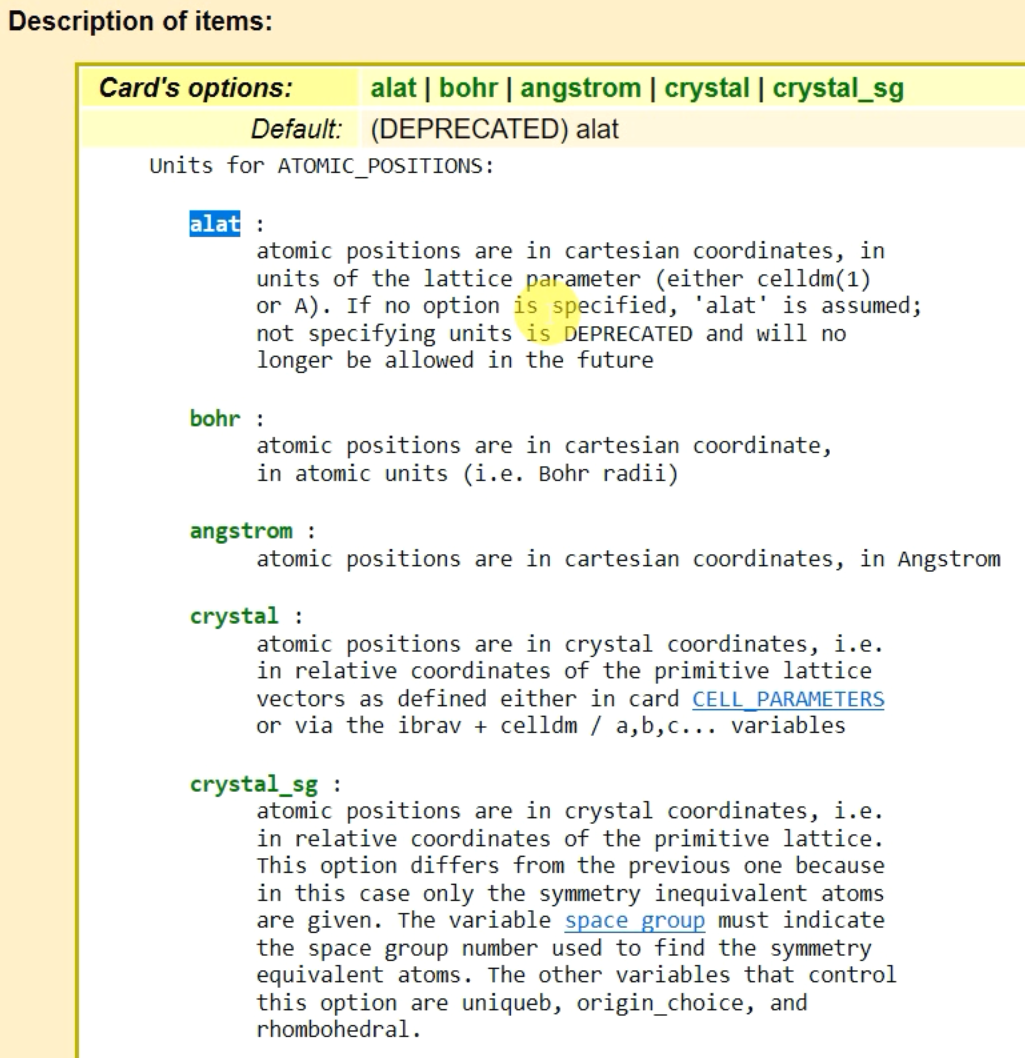 Description of items:
Card's options: alat | bohr | angstrom | crystal | crystal_sg
Default: (DEPRECATED) alat
Units for ATOMIC_POSITIONS:
alat :
atomic positions are in cartesian coordinates, in
units of the lattice parameter (either celldm(1)
or A). If no option is specified, 'alat' is assumed;
not specifying units is DEPRECATED and will no
longer be allowed in the future
bohr :
atomic positions are in cartesian coordinate,
in atomic units (i.e. Bohr radii)
angstrom :
atomic positions are in cartesian coordinates, in Angstrom
crystal :
atomic positions are in crystal coordinates, i.e.
in relative coordinates of the primitive lattice
vectors as defined either in card CELL_PARAMETERS
or via the ibrav + celldm / a,b,c... variables
crystal_sg :
atomic positions are in crystal coordinates, i.e.
in relative coordinates of the primitive lattice.
This option differs from the previous one because
in this case only the symmetry inequivalent atoms
are given. The variable space_group must indicate
the space group number used to find the symmetry
equivalent atoms. The other variables that control
this option are uniqueb, origin_choice, and
rhombohedral.